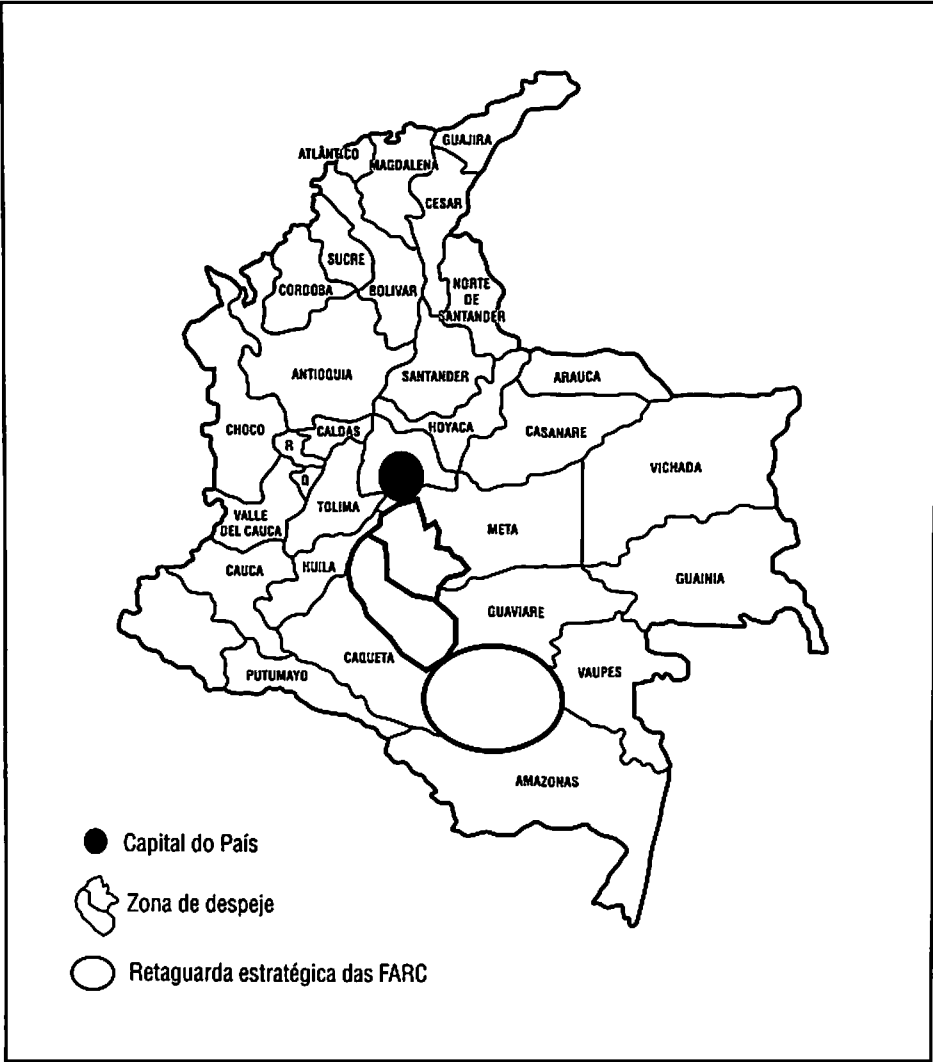 GUAJIRA
ATLÂNTICO
MAGDALENA
CESAR
SUCRE
CORDOBA
BOLIVAR
NORTE
DE
SANTANDER
ANTIOQUIA
SANTANDER
ARAUCA
CHOCO
R
CALDAS
HOYACA
CASANARE
VICHADA
Q
TOLIMA
VALLE
DEL CAUCA
META
CAUCA
HUILA
GUAINIA
GUAVIARE
CAQUETA
VAUPES
PUTUMAYO
AMAZONAS
Capital do País
Zona de despeje
Retaguarda estratégica das FARC